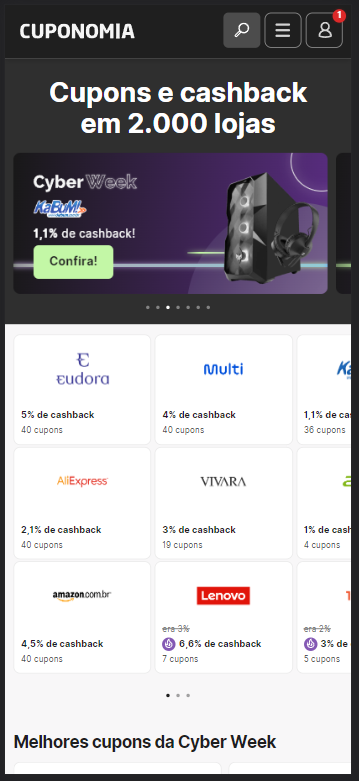 CUPONOMIA
1
Cupons e cashback
em 2.000 lojas
Cyber Week
KaBuM!
1,1% de cashback!
Confira!
eudora
Multi
5% de cashback
4% de cashback
1,1% de
40 cupons
40 cupons
36 cupons
AliExpress
VIVARA
2,1% de cashback
3% de cashback
1% de
40 cupons
19 cupons
4 cupons
amazon.com.br
Lenovo
era 3%
era 2%
4,5% de cashback
6,6% de cashback
3% de
40 cupons
7 cupons
5 cupons
Melhores cupons da Cyber Week